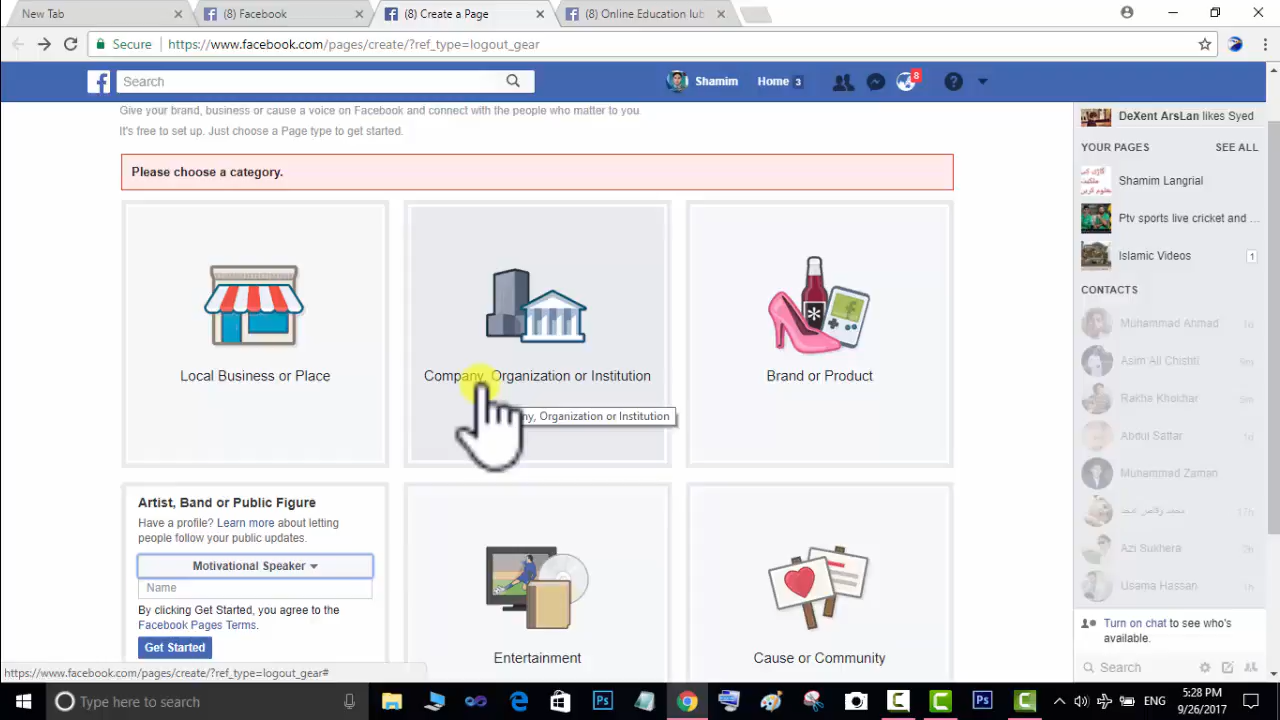 New Tab
(8) Facebook
(8) Create a Page
(8) Online Education lub
Secure
https://www.facebook.com/pages/create/?ref_type=logout_gear
Search
Shamim
Home 3
8
Give your brand, business or cause a voice on Facebook and connect with the people who matter to you.
It's free to set up. Just choose a Page type to get started.
Please choose a category.
Local Business or Place
Company, Organization or Institution
ny, Organization or Institution
Brand or Product
Artist, Band or Public Figure
Have a profile? Learn more about letting
people follow your public updates.
Motivational Speaker
Name
By clicking Get Started, you agree to the
Facebook Pages Terms.
Get Started
Entertainment
Cause or Community
DeXent ArsLan likes Syed
YOUR PAGES SEE ALL
Shamim Langrial
Ptv sports live cricket and ...
Islamic Videos 1
CONTACTS
Muhammad Ahmad 1d
Asim Ali Chishti 9m
Rakha Khokhar
Abdul Sattar
Muhammad Zaman
17h
Azi Sukhera
Usama Hassan
Turn on chat to see who's
available.
Search
https://www.facebook.com/pages/create/?ref_type=logout_gear#
Type here to search
Ps
Ps
ENG
5:28 PM
9/26/2017